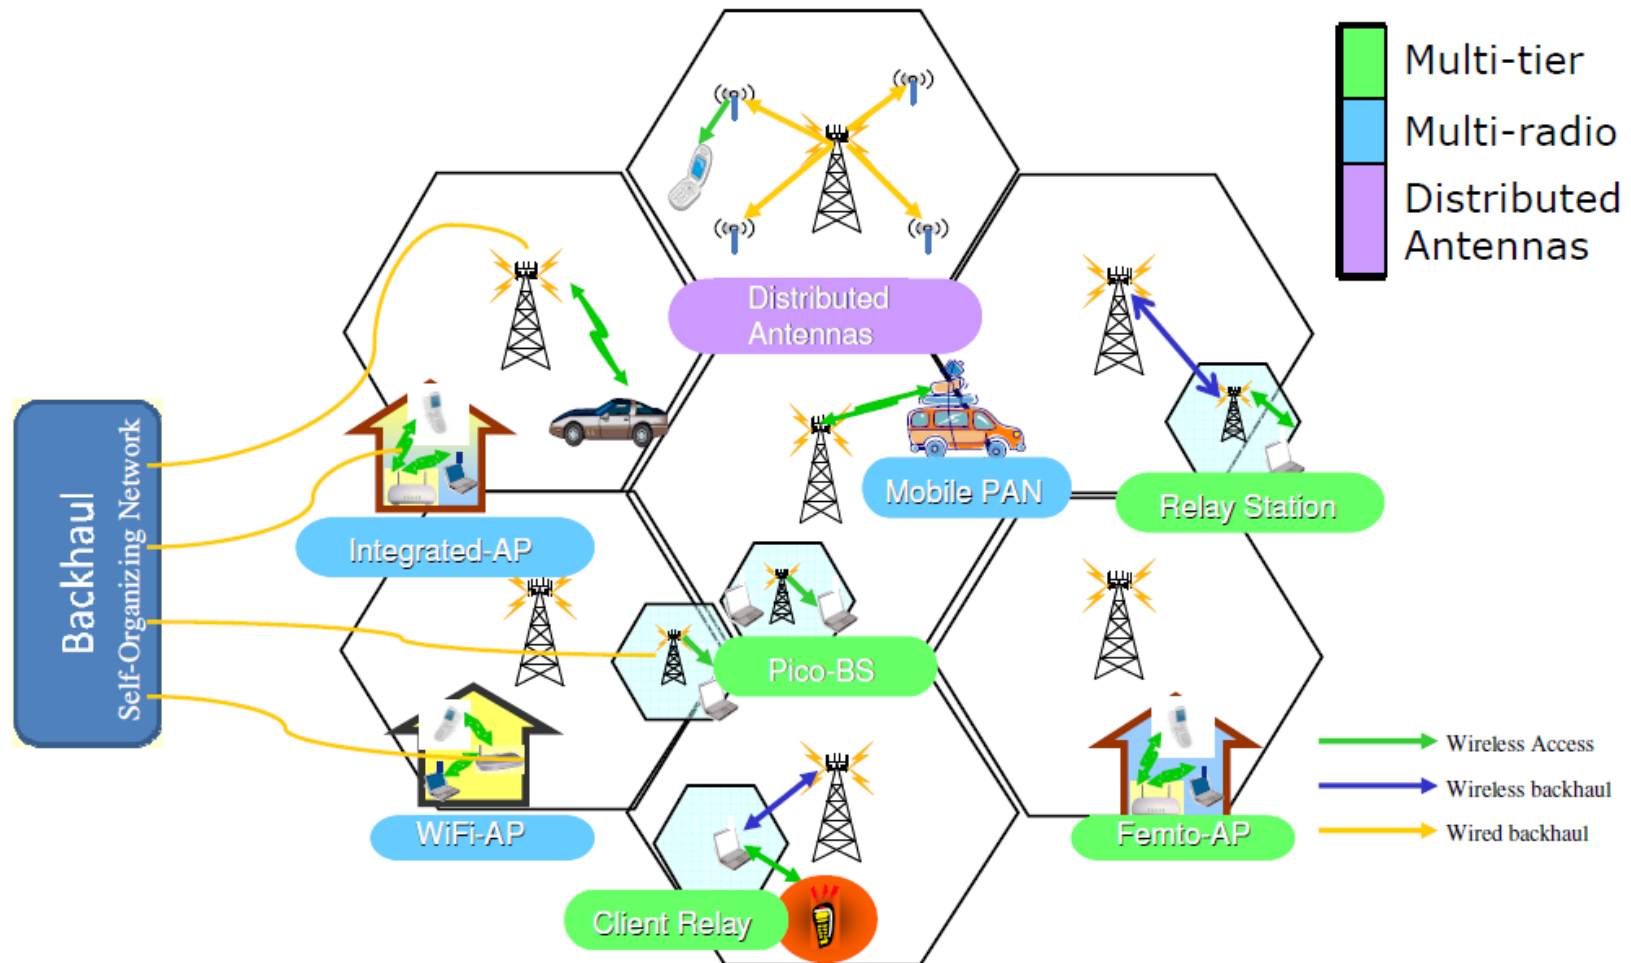 Multi-tier
Multi-radio
Distributed
Antennas
Distributed
Antennas
Mobile PAN
Relay Station
Integrated-AP
Backhaul
Self-Organizing Network
Pico-BS
WiFi-AP
Femto-AP
Client Relay
Wireless Access
Wireless backhaul
Wired backhaul